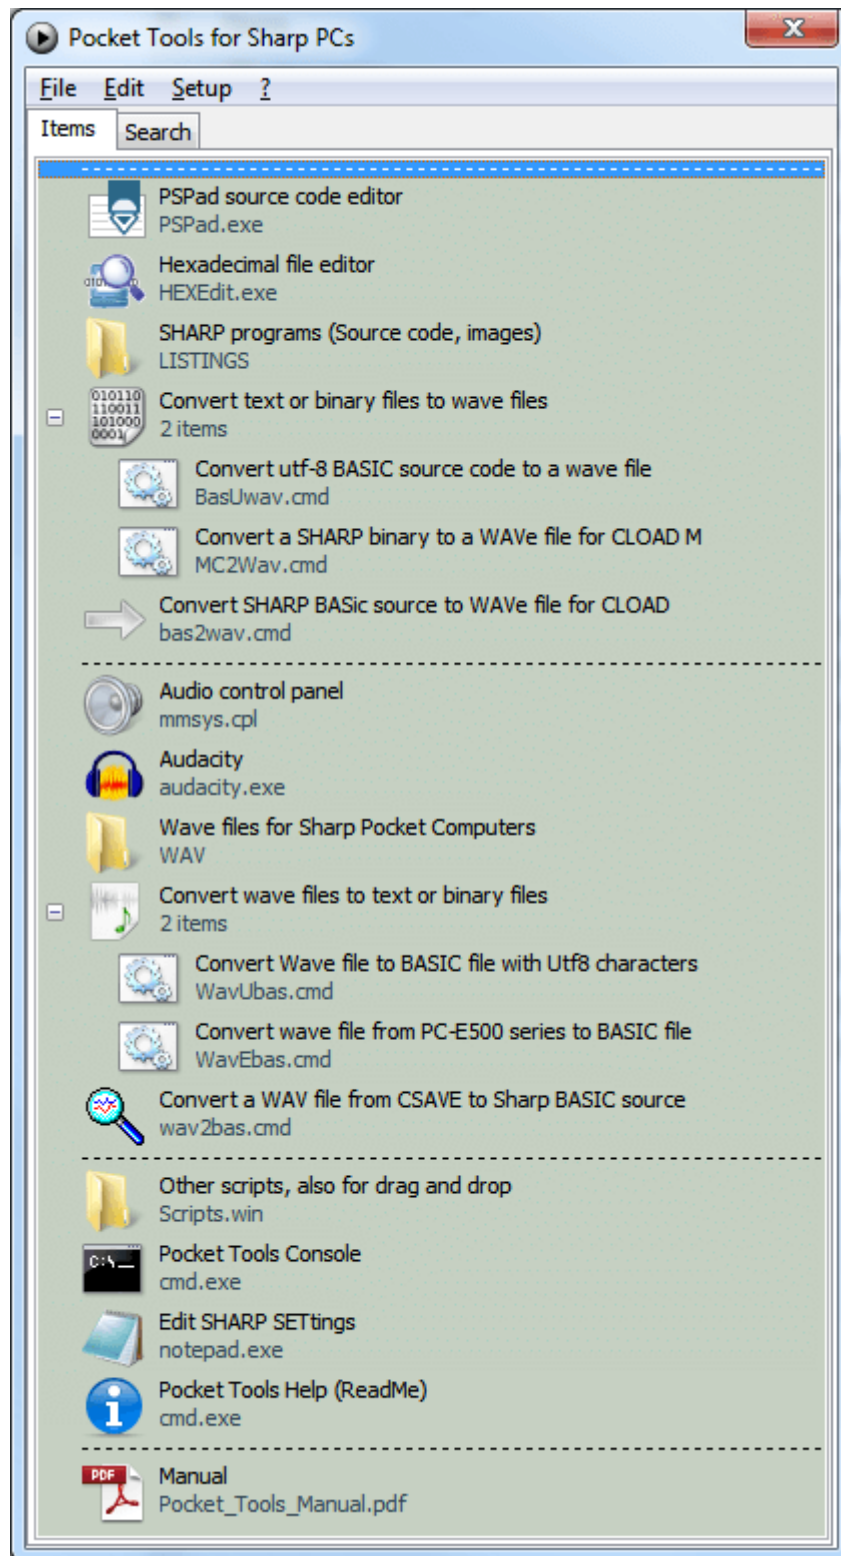 Pocket Tools for Sharp PCs
File Edit Setup ?
Items Search
PSPad source code editor
PSPad.exe
Hexadecimal file editor
HEXEdit.exe
SHARP programs (Source code, images)
LISTINGS
010110
110011
101000
0001
Convert text or binary files to wave files
2 items
Convert utf-8 BASIC source code to a wave file
BasUwav.cmd
Convert a SHARP binary to a WAVe file for CLOAD M
MC2Wav.cmd
Convert SHARP BASic source to WAVe file for CLOAD
bas2wav.cmd
Audio control panel
mmsys.cpl
Audacity
audacity.exe
Wave files for Sharp Pocket Computers
WAV
Convert wave files to text or binary files
2 items
Convert Wave file to BASIC file with Utf8 characters
WavUbas.cmd
Convert wave file from PC-E500 series to BASIC file
WavEbas.cmd
Convert a WAV file from CSAVE to Sharp BASIC source
wav2bas.cmd
Other scripts, also for drag and drop
Scripts.win
C:\_
Pocket Tools Console
cmd.exe
Edit SHARP SETtings
notepad.exe
Pocket Tools Help (ReadMe)
cmd.exe
PDF
Manual
Pocket_Tools_Manual.pdf